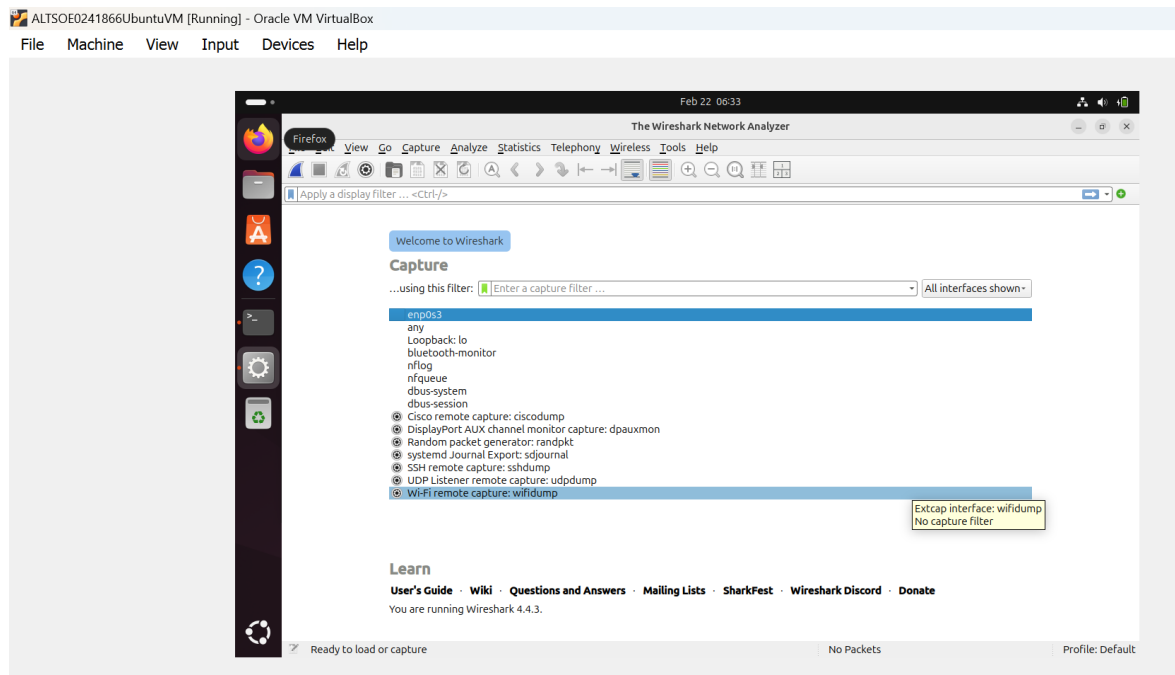 ALTSOE0241866UbuntuVM [Running] - Oracle VM VirtualBox
File Machine View Input Devices Help
Feb 22 06:33
The Wireshark Network Analyzer
Firefox
View Go Capture Analyze Statistics Telephony Wireless Tools Help
Apply a display filter … <Ctrl-/>
Welcome to Wireshark
Capture
…using this filter: Enter a capture filter … All interfaces shown
enp0s3
any
Loopback: lo
bluetooth-monitor
nflog
nfqueue
dbus-system
dbus-session
Cisco remote capture: ciscodump
DisplayPort AUX channel monitor capture: dpauxmon
Random packet generator: randpkt
systemd Journal Export: sdjournal
SSH remote capture: sshdump
UDP Listener remote capture: udpdump
Wi-Fi remote capture: wifidump
Extcap interface: wifidump
No capture filter
Learn
User's Guide · Wiki · Questions and Answers · Mailing Lists · SharkFest · Wireshark Discord · Donate
You are running Wireshark 4.4.3.
Ready to load or capture No Packets Profile: Default